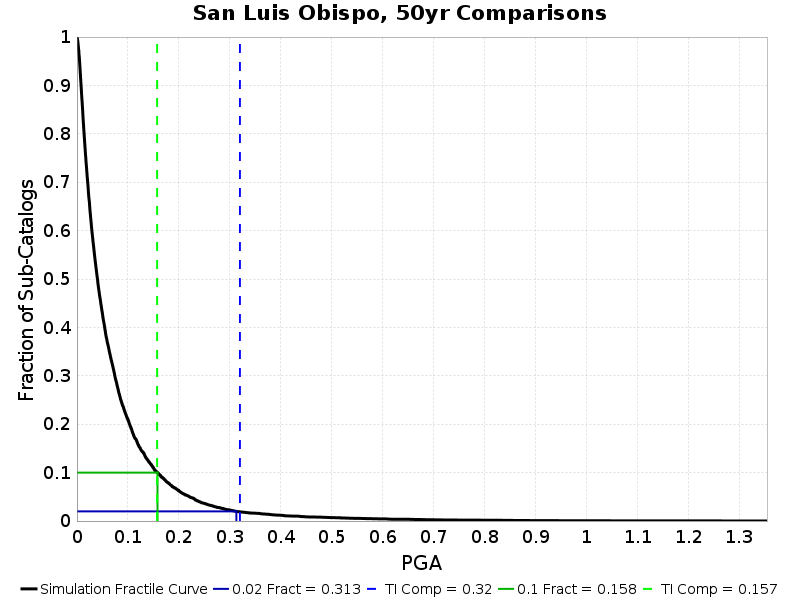 San Luis Obispo, 50yr Comparisons
Fraction of Sub-Catalogs
1
0.9
0.8
0.7
0.6
0.5
0.4
0.3
0.2
0.1
0
0 0.1 0.2 0.3 0.4 0.5 0.6 0.7 0.8 0.9 1 1.1 1.2 1.3
PGA
Simulation Fractile Curve 0.02 Fract = 0.313 TI Comp = 0.32 0.1 Fract = 0.158 TI Comp = 0.157